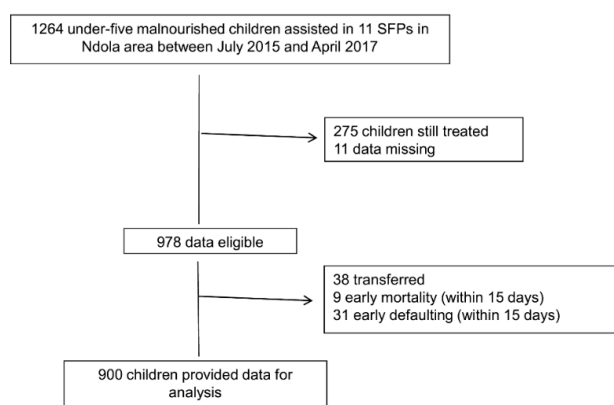 1264 under-five malnourished children assisted in 11 SFPs in
Ndola area between July 2015 and April 2017
275 children still treated
11 data missing
978 data eligible
38 transferred
9 early mortality (within 15 days)
31 early defaulting (within 15 days)
900 children provided data for
analysis